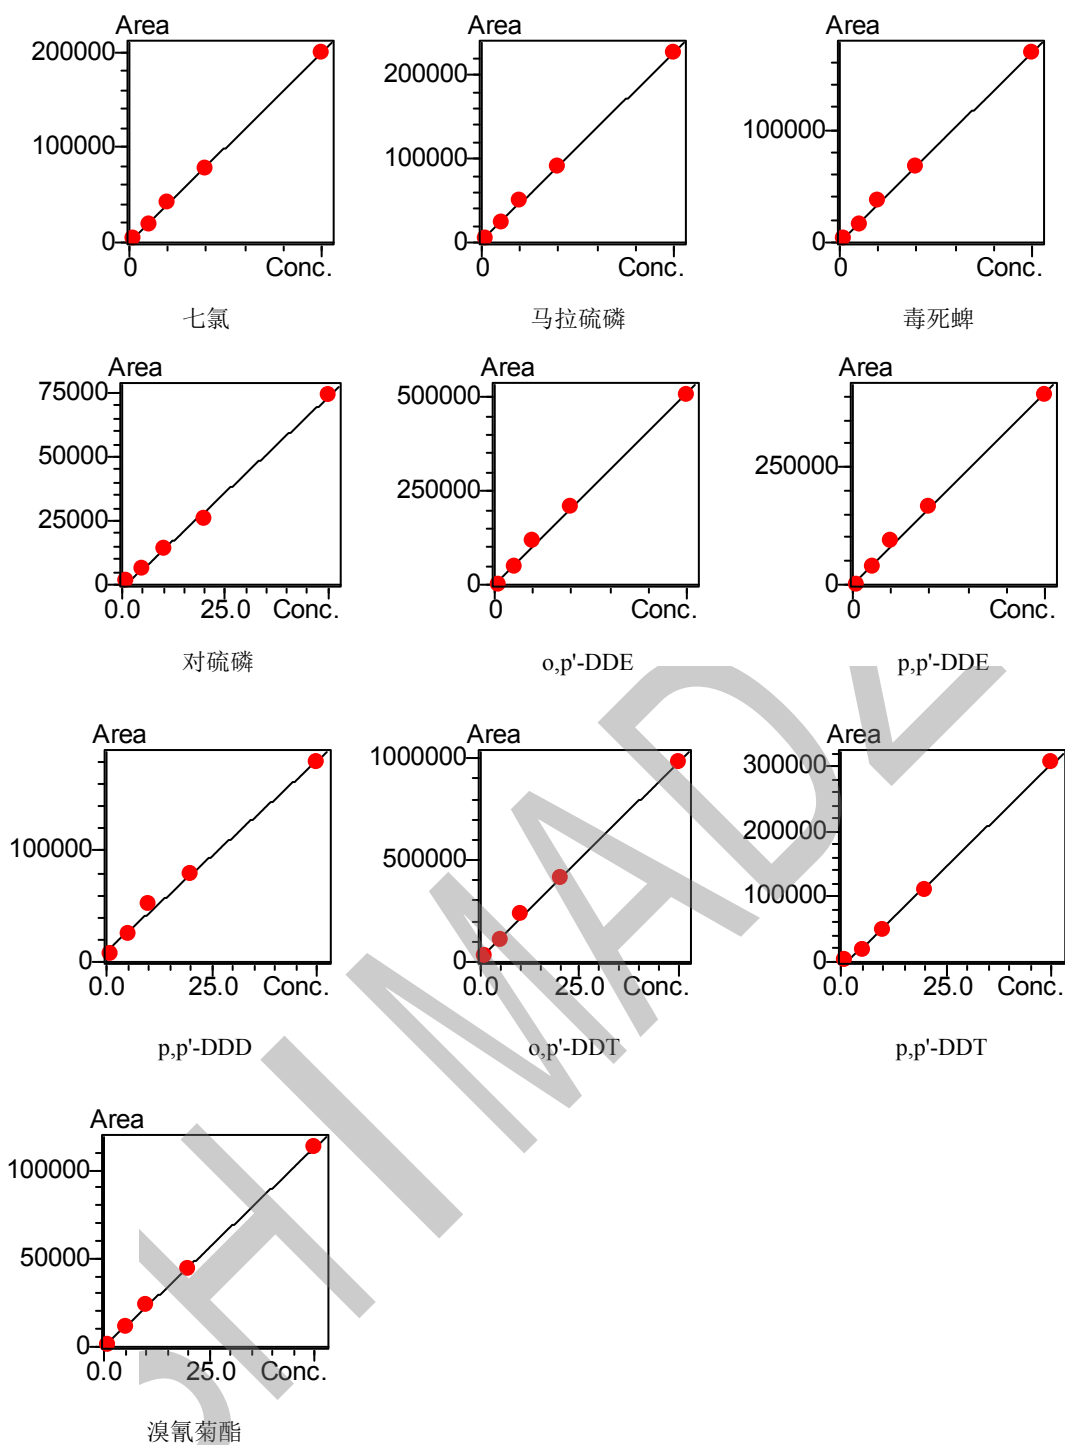 Area Area Area
200000 200000 100000
100000 100000
0 0 0
0 Conc. 0 Conc. 0 Conc.
七氯 马拉硫磷 毒死蜱
Area Area Area
75000 500000 250000
50000 250000
25000
0 0 0
0.0 25.0 Conc. 0 Conc. 0 Conc.
对硫磷 o,p'-DDE p,p'-DDE
Area Area Area
100000 1000000 300000
500000 200000
100000
0 0 0
0.0 25.0 Conc. 0.0 25.0 Conc. 0.0 25.0 Conc.
p,p'-DDD o,p'-DDT p,p'-DDT
Area
100000
50000
0
0.0 25.0 Conc.
溴氰菊酯
SHIMADZ